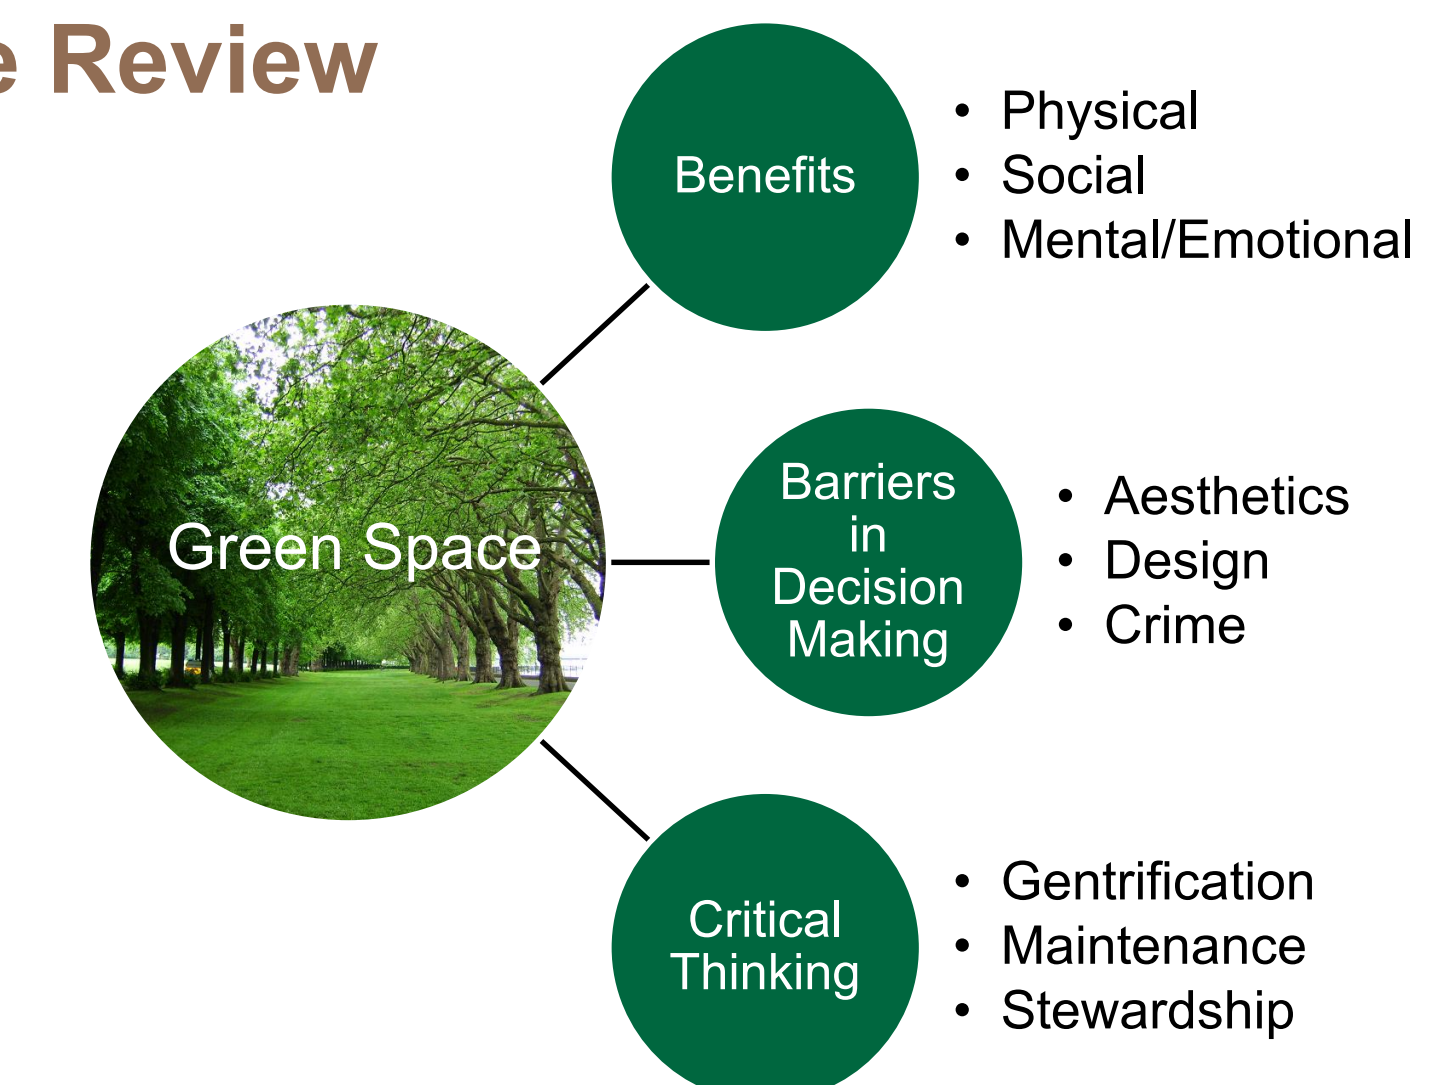 e Review
Benefits
• Physical
• Social
• Mental/Emotional
Green Space
Barriers
in
Decision
Making
• Aesthetics
• Design
• Crime
Critical
Thinking
• Gentrification
• Maintenance
• Stewardship